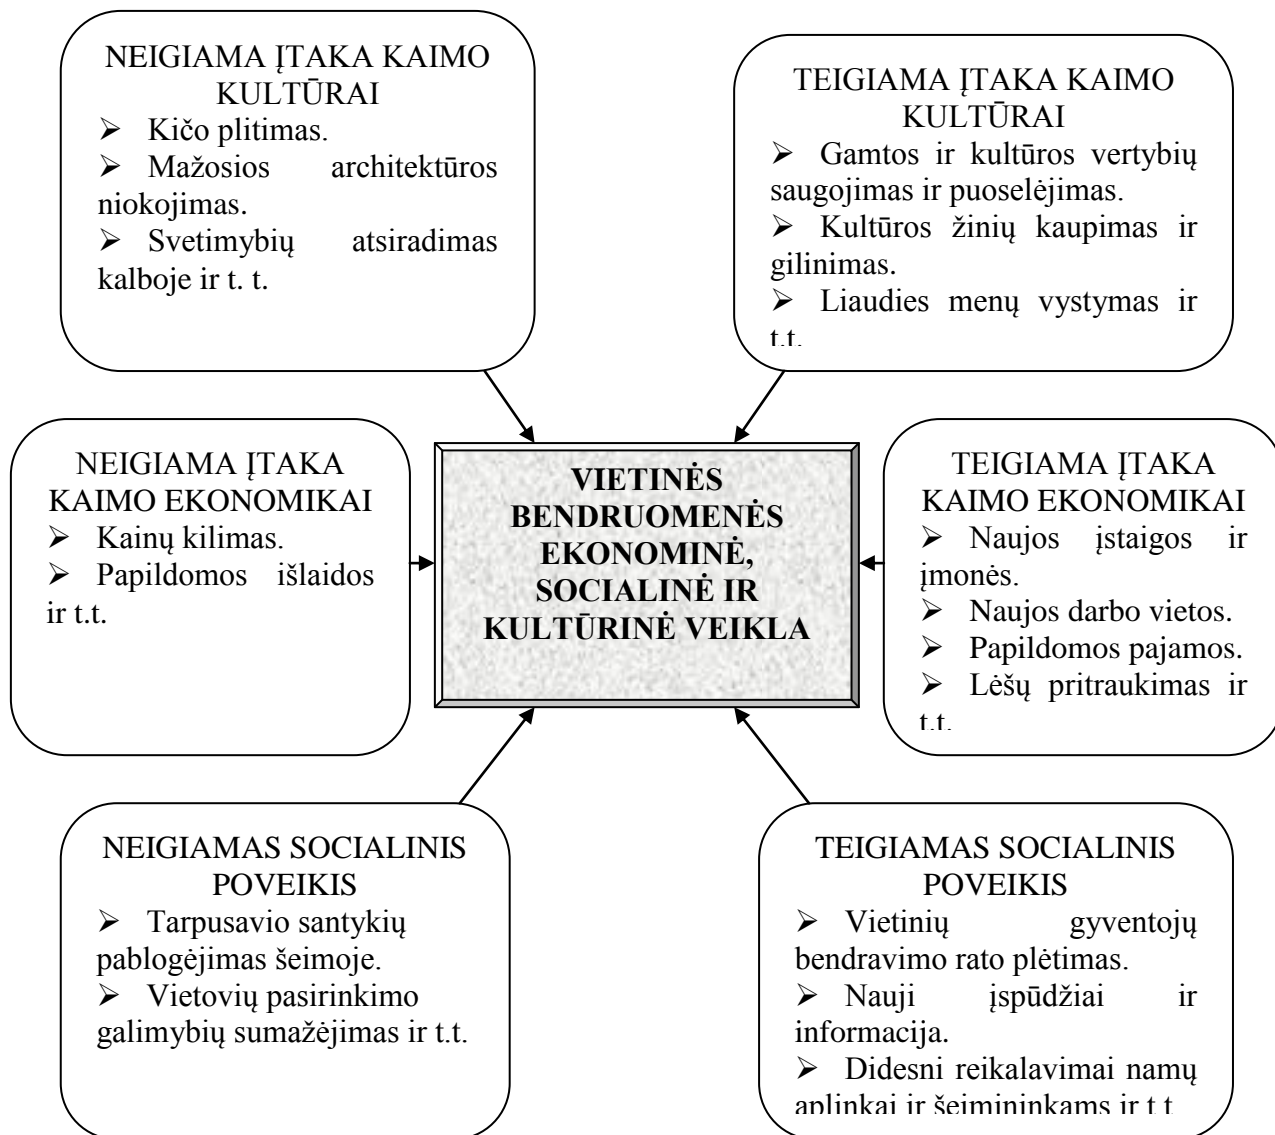 NEIGIAMA ĮTAKA KAIMO
KULTŪRAI
➢ Kičo plitimas.
➢ Mažosios architektūros
niokojimas.
➢ Svetimybių atsiradimas
kalboje ir t. t.
TEIGIAMA ĮTAKA KAIMO
KULTŪRAI
➢ Gamtos ir kultūros vertybių
saugojimas ir puoselėjimas.
➢ Kultūros žinių kaupimas ir
gilinimas.
➢ Liaudies menų vystymas ir
t.t.
NEIGIAMA ĮTAKA
KAIMO EKONOMIKAI
➢ Kainų kilimas.
➢ Papildomos išlaidos
ir t.t.
VIETINĖS
BENDRUOMENĖS
EKONOMINĖ,
SOCIALINĖ IR
KULTŪRINĖ VEIKLA
TEIGIAMA ĮTAKA
KAIMO EKONOMIKAI
➢ Naujos įstaigos ir
įmonės.
➢ Naujos darbo vietos.
➢ Papildomos pajamos.
➢ Lėšų pritraukimas ir
t.t.
NEIGIAMAS SOCIALINIS
POVEIKIS
➢ Tarpusavio santykių
pablogėjimas šeimoje.
➢ Vietovių pasirinkimo
galimybių sumažėjimas ir t.t.
TEIGIAMAS SOCIALINIS
POVEIKIS
➢ Vietinių gyventojų
bendravimo rato plėtimas.
➢ Nauji įspūdžiai ir
informacija.
➢ Didesni reikalavimai namų
aplinkai ir šeimininkams ir t.t